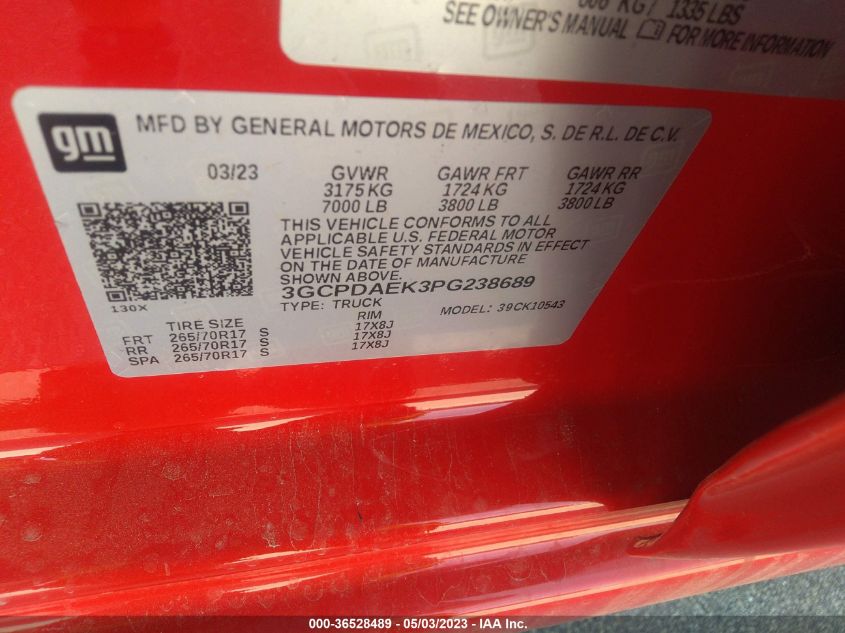 KG / 1335 LBS
SEE OWNER'S MANUAL FOR MORE INFORMATION
gm
MFD BY GENERAL MOTORS DE MEXICO, S. DE R.L. DE C.V.
03/23 GVWR GAWR FRT GAWR RR
3175 KG 1724 KG 1724 KG
7000 LB 3800 LB 3800 LB
THIS VEHICLE CONFORMS TO ALL
APPLICABLE U.S. FEDERAL MOTOR
VEHICLE SAFETY STANDARDS IN EFFECT
ON THE DATE OF MANUFACTURE
SHOWN ABOVE.
3GCPDAEK3PG238689
130X TYPE: TRUCK MODEL: 39CK10543
TIRE SIZE RIM
FRT 265/70R17 S 17X8J
RR 265/70R17 S 17X8J
SPA 265/70R17 S 17X8J
000-36528489 — 05/03/2023 — IAA Inc.